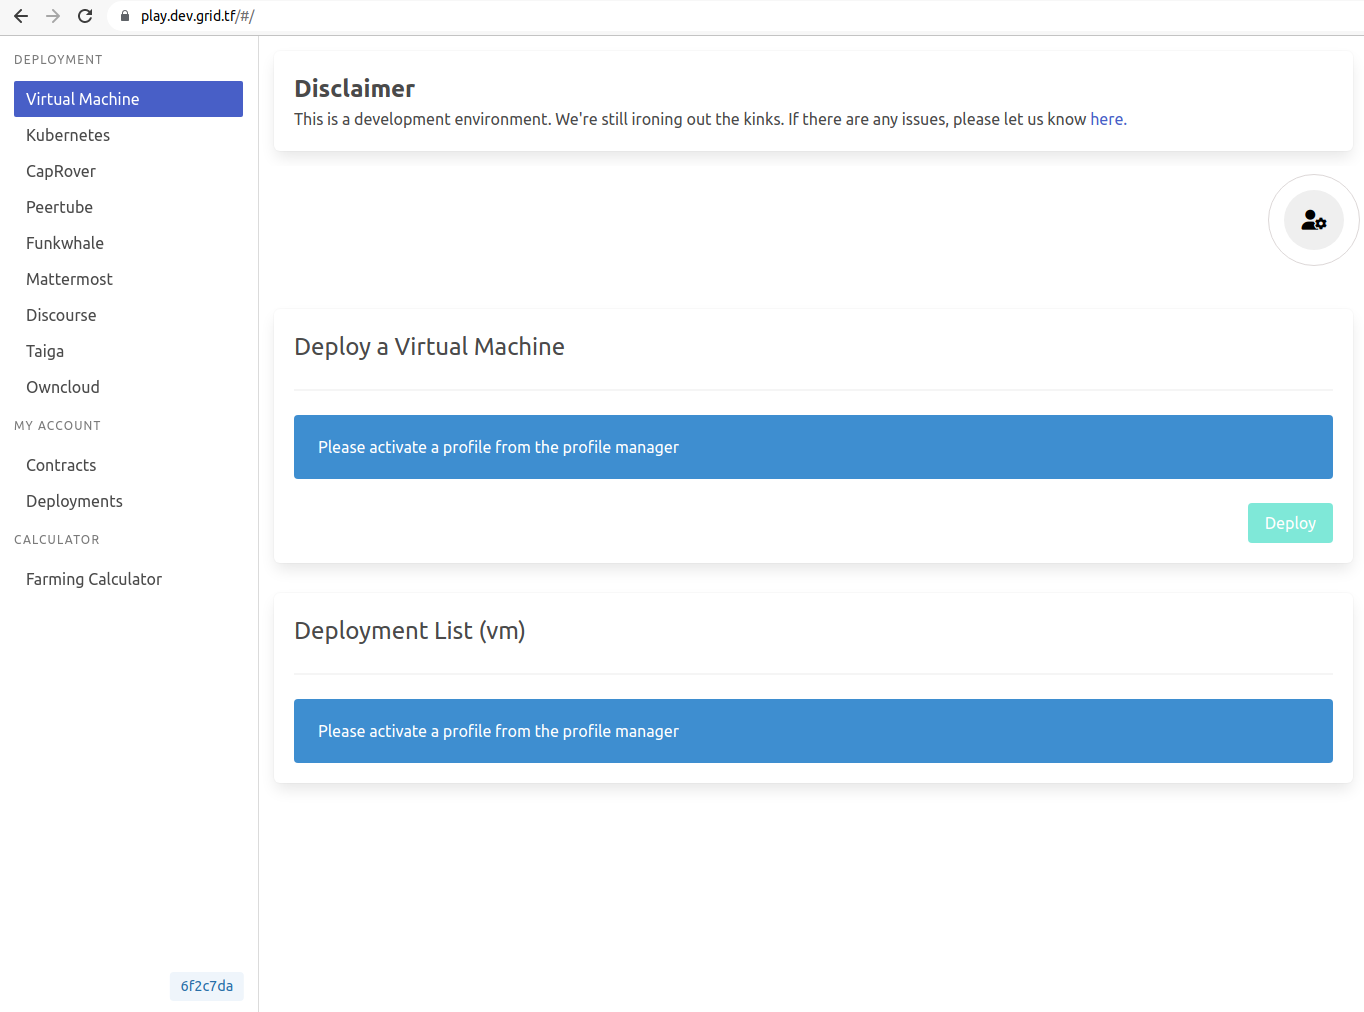 play.dev.grid.tf/#/
DEPLOYMENT
Virtual Machine
Kubernetes
CapRover
Peertube
Funkwhale
Mattermost
Discourse
Taiga
Owncloud
MY ACCOUNT
Contracts
Deployments
CALCULATOR
Farming Calculator
6f2c7da
Disclaimer
This is a development environment. We're still ironing out the kinks. If there are any issues, please let us know here.
Deploy a Virtual Machine
Please activate a profile from the profile manager
Deploy
Deployment List (vm)
Please activate a profile from the profile manager